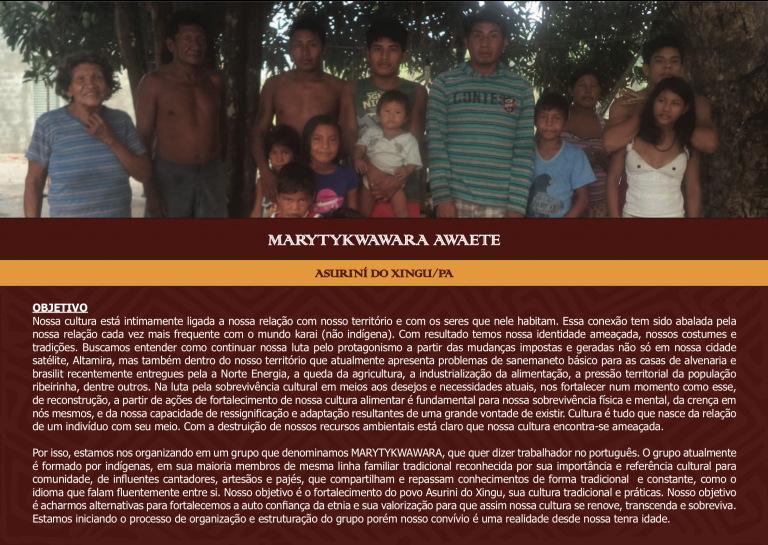 MARYTYKWAWARA AWAETE
ASURINÍ DO XINGU/PA
OBJETIVO
Nossa cultura está intimamente ligada a nossa relação com nosso território e com os seres que nele habitam. Essa conexão tem sido abalada pela
nossa relação cada vez mais frequente com o mundo karai (não indígena). Com resultado temos nossa identidade ameaçada, nossos costumes e
tradições. Buscamos entender como continuar nossa luta pelo protagonismo a partir das mudanças impostas e geradas não só em nossa cidade
satélite, Altamira, mas também dentro do nosso território que atualmente apresenta problemas de sanemaneto básico para as casas de alvenaria e
brasilit recentemente entregues pela a Norte Energia, a queda da agricultura, a industrialização da alimentação, a pressão territorial da população
ribeirinha, dentre outros. Na luta pela sobrevivência cultural em meios aos desejos e necessidades atuais, nos fortalecer num momento como esse,
de reconstrução, a partir de ações de fortalecimento de nossa cultura alimentar é fundamental para nossa sobrevivência física e mental, da crença em
nós mesmos, e da nossa capacidade de ressignificação e adaptação resultantes de uma grande vontade de existir. Cultura é tudo que nasce da relação
de um indivíduo com seu meio. Com a destruição de nossos recursos ambientais está claro que nossa cultura encontra-se ameaçada.
Por isso, estamos nos organizando em um grupo que denominamos MARYTYKWAWARA, que quer dizer trabalhador no português. O grupo atualmente
é formado por indígenas, em sua maioria membros de mesma linha familiar tradicional reconhecida por sua importância e referência cultural para
comunidade, de influentes cantadores, artesãos e pajés, que compartilham e repassam conhecimentos de forma tradicional e constante, como o
idioma que falam fluentemente entre si. Nosso objetivo é o fortalecimento do povo Asurini do Xingu, sua cultura tradicional e práticas. Nosso objetivo
é acharmos alternativas para fortalecemos a auto confiança da etnia e sua valorização para que assim nossa cultura se renove, transcenda e sobreviva.
Estamos iniciando o processo de organização e estruturação do grupo porém nosso convívio é uma realidade desde nossa tenra idade.